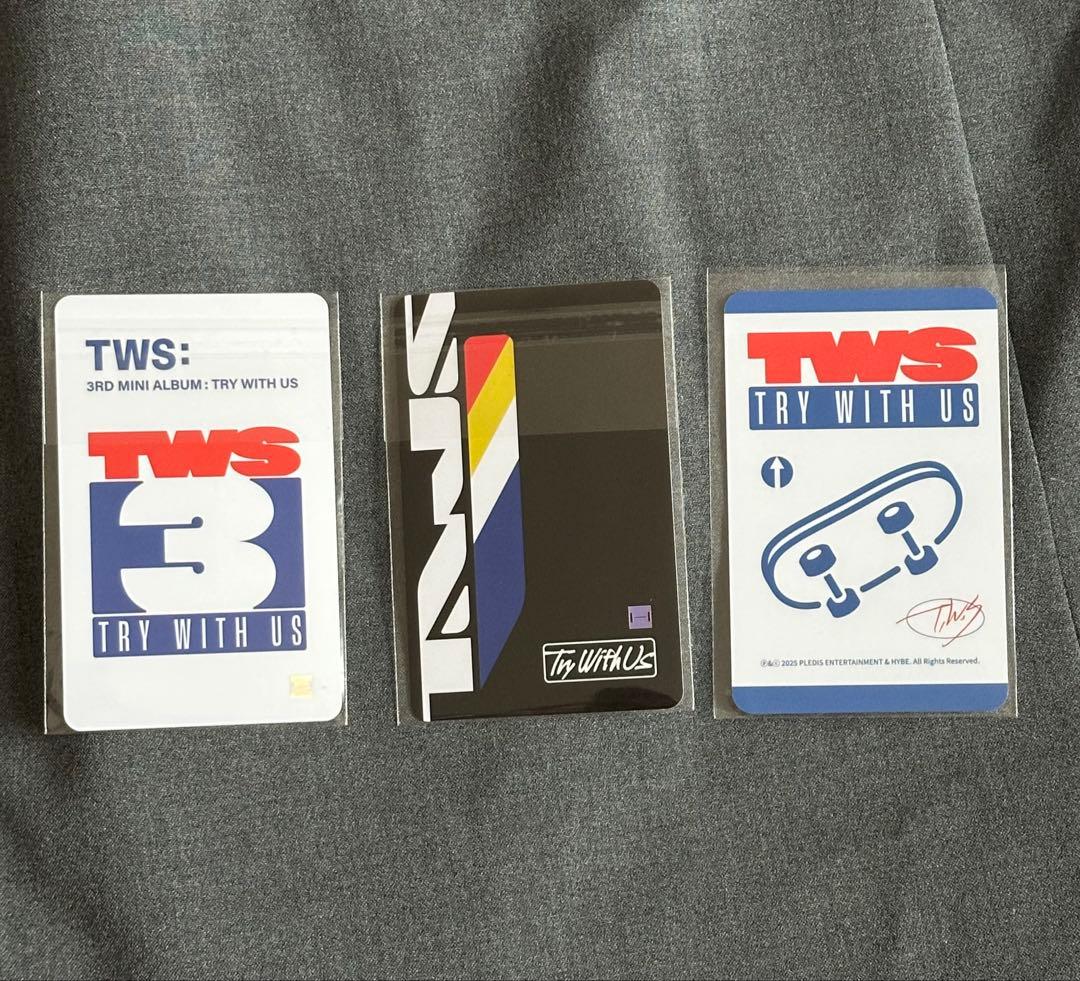 TWS:
3RD MINI ALBUM : TRY WITH US
TWS
3
TRY WITH US
TWS
Try With Us
TWS
TRY WITH US
T.W.S
℗&© 2025 PLEDIS ENTERTAINMENT & HYBE. All Rights Reserved.